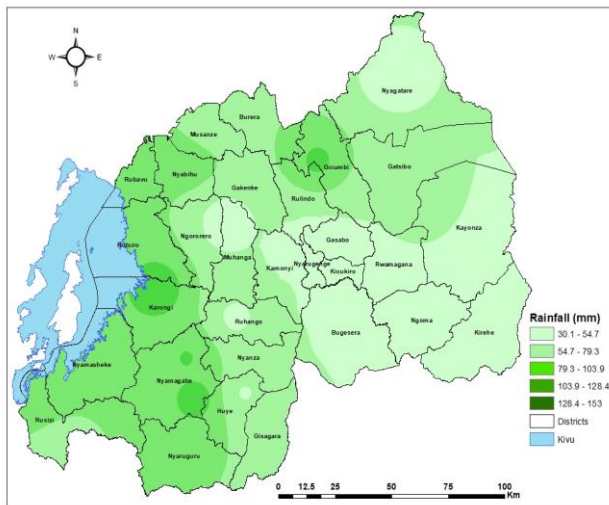 N
W E
S
Nyagatare
Burera
Musanze
Gicumbi
Gatsibo
Rubavu
Nyabihu
Gakenke
Rulindo
Kayonza
Rutsiro
Ngororero
Gasabo
Muhanga
Kamonyi
Nyarugenge
Kicukiro
Rwamagana
Karongi
Ruhango
Bugesera
Ngoma
Kirehe
Nyamasheke
Nyanza
Nyamagabe
Huye
Rusizi
Gisagara
Nyaruguru
Rainfall (mm)
30.1 - 54.7
54.7 - 79.3
79.3 - 103.9
103.9 - 128.4
128.4 - 153
Districts
Kivu
0 12.5 25 50 75 100
Km